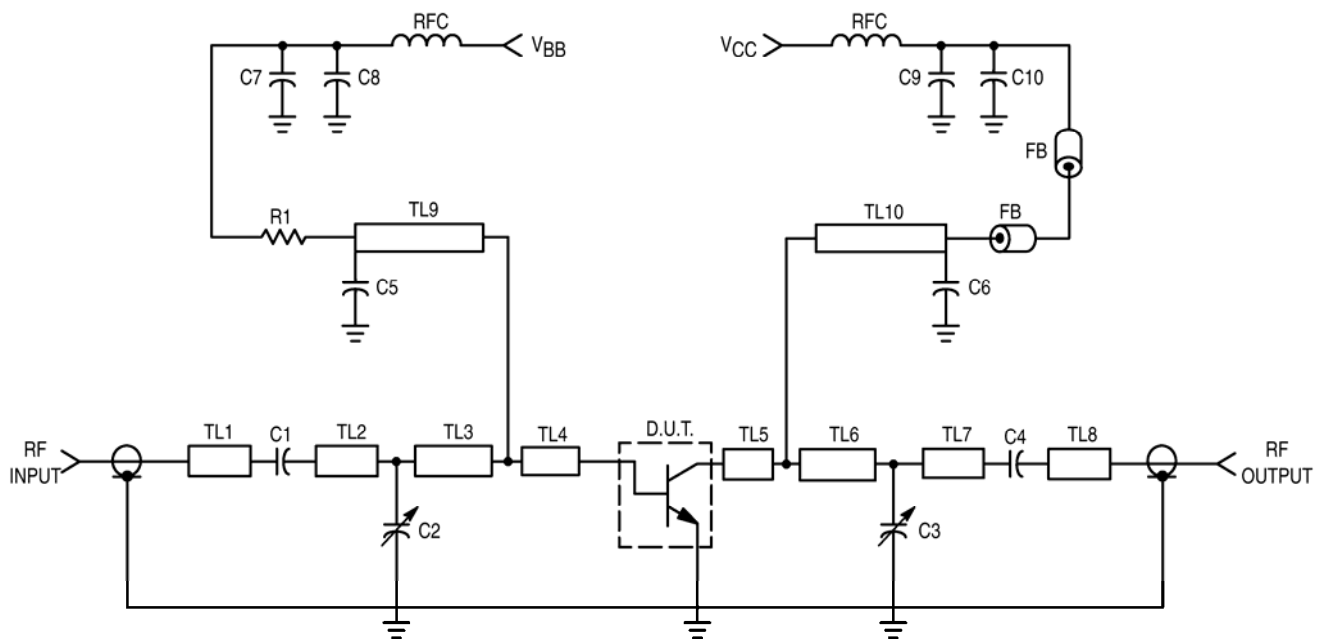 RFC
VBB
VCC
RFC
C7
C8
C9
C10
FB
R1
TL9
TL10
FB
C5
C6
RF
INPUT
TL1
C1
TL2
TL3
TL4
D.U.T.
TL5
TL6
TL7
C4
TL8
RF
OUTPUT
C2
C3